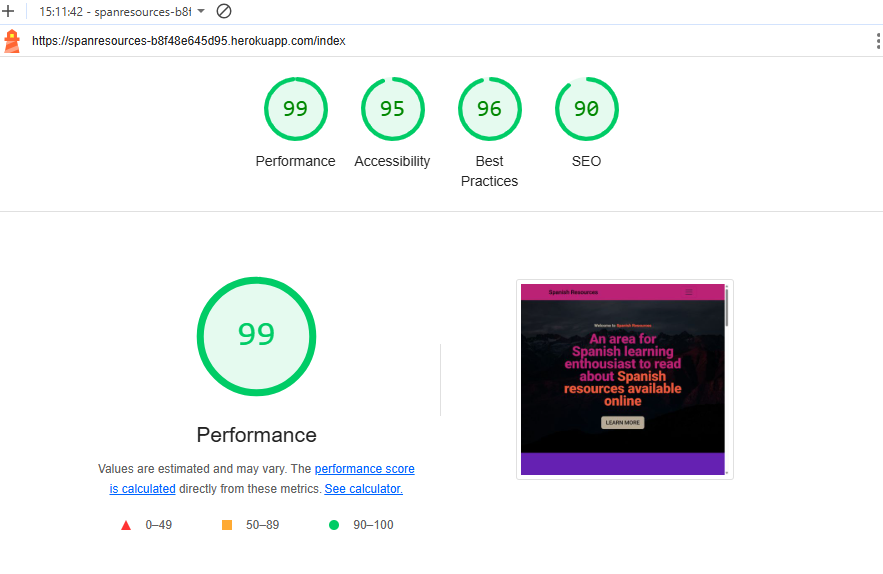 15:11:42 - spanresources-b8f
https://spanresources-b8f48e645d95.herokuapp.com/index
99
95
96
90
Performance
Accessibility
Best
Practices
SEO
99
Performance
Values are estimated and may vary. The performance score
is calculated directly from these metrics. See calculator.
0–49
50–89
90–100
Spanish Resources
Welcome to Spanish Resources
An area for
Spanish learning
enthusiast to read
about Spanish
resources available
online
LEARN MORE